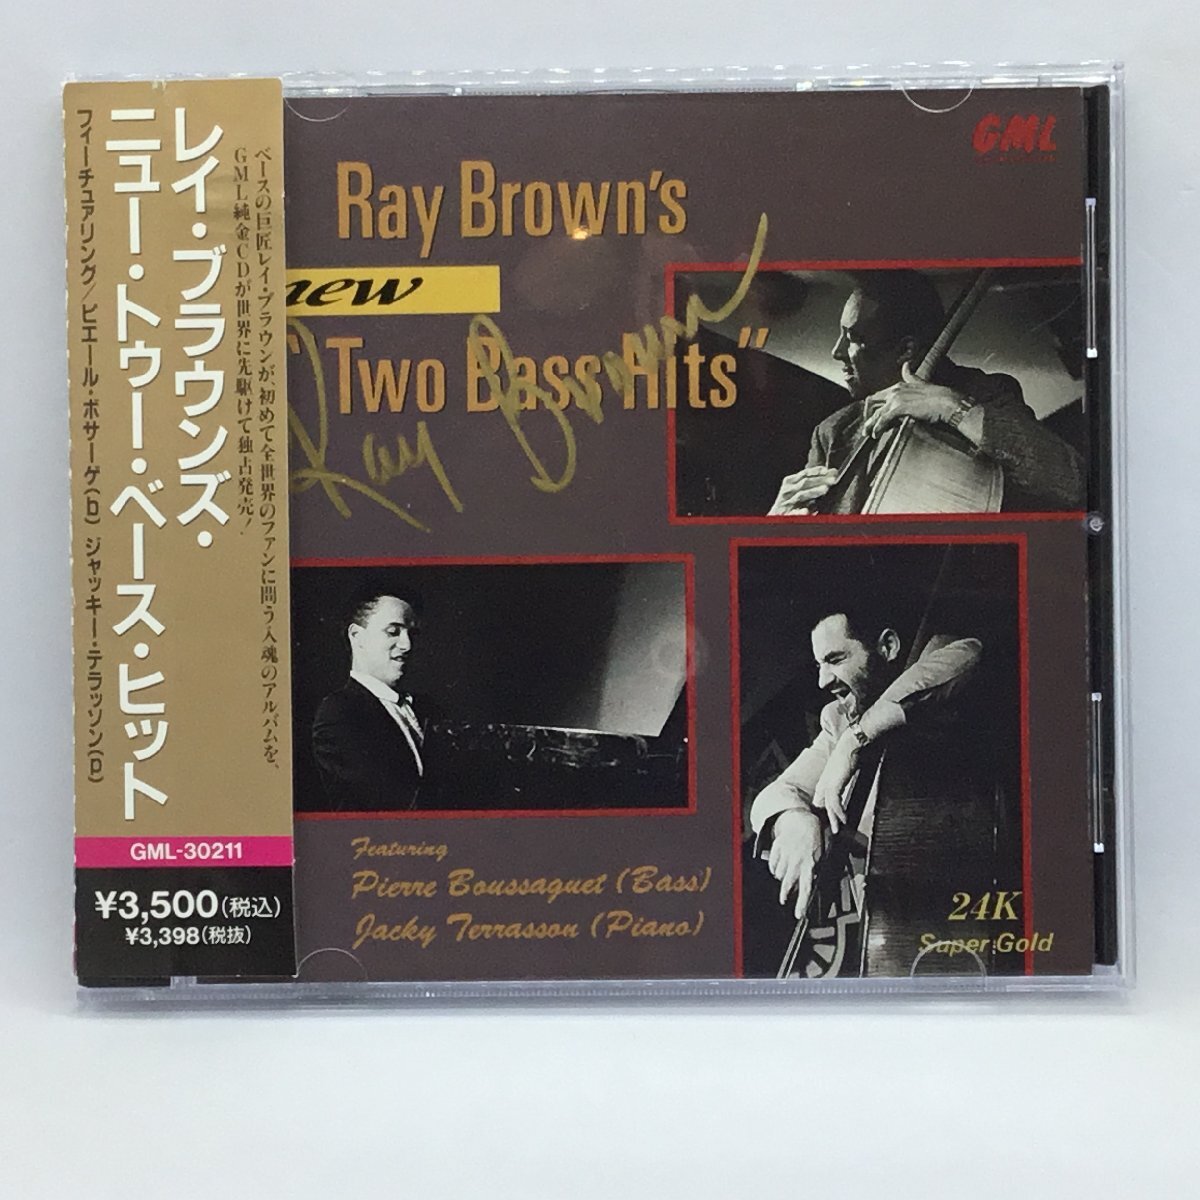 レイ・ブラウンズ・
ニュー・トゥー・ベース・ヒット
フィーチュアリング/ピエール・ボサーゲ(b) ジャッキー・テラッソン(p)
ベースの巨匠レイ・ブラウンが、初めて全世界のファンに問う入魂のアルバムを、
GML純金CDが世界に先駆けて独占発売!
GML-30211
¥3,500(税込)
¥3,398(税抜)
GML
Ray Brown's
new
"Two Bass Hits"
Ray Brown
Featuring
Pierre Boussaguet (Bass)
Jacky Terrasson (Piano)
24K
Super Gold